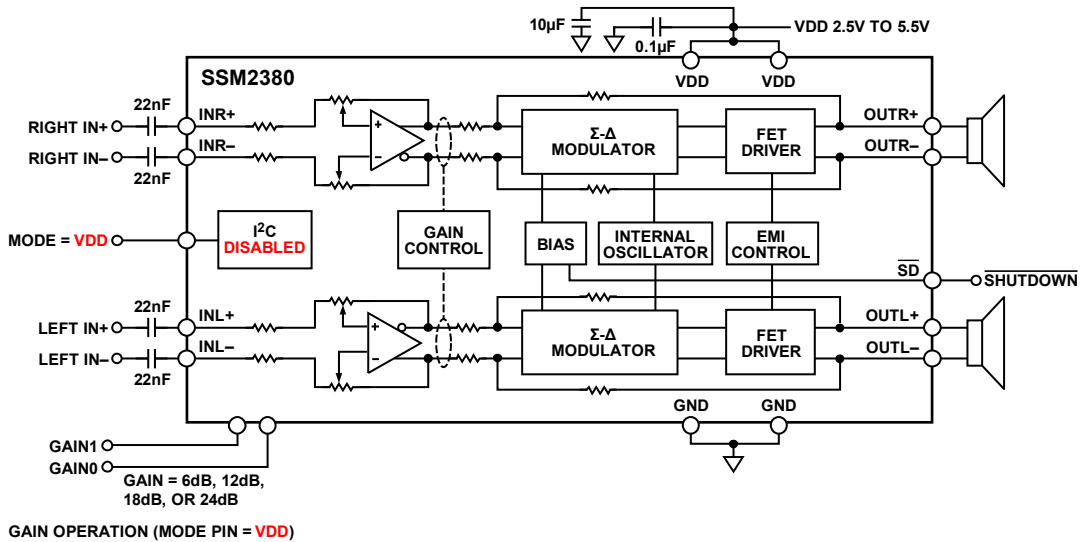 10µF
0.1µF
VDD 2.5V TO 5.5V
VDD
VDD
SSM2380
22nF
RIGHT IN+
INR+
RIGHT IN–
INR–
22nF
Σ-Δ
MODULATOR
FET
DRIVER
OUTR+
OUTR–
MODE = VDD
I²C
DISABLED
GAIN
CONTROL
BIAS
INTERNAL
OSCILLATOR
EMI
CONTROL
SD
SHUTDOWN
22nF
LEFT IN+
INL+
LEFT IN–
INL–
22nF
Σ-Δ
MODULATOR
FET
DRIVER
OUTL+
OUTL–
GND
GND
GAIN1
GAIN0
GAIN = 6dB, 12dB,
18dB, OR 24dB
GAIN OPERATION (MODE PIN = VDD)